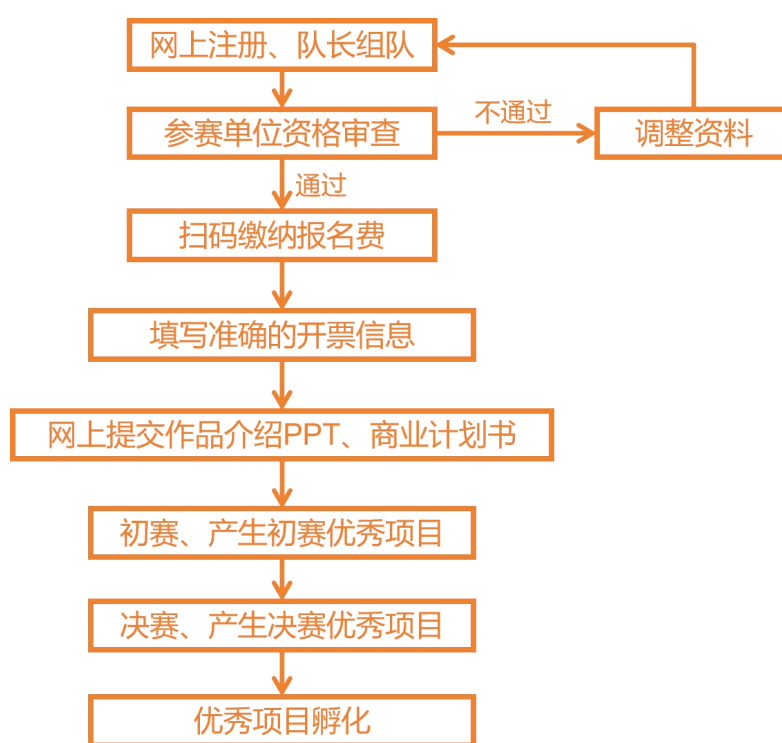 网上注册、队长组队
参赛单位资格审查
不通过
调整资料
通过
扫码缴纳报名费
填写准确的开票信息
网上提交作品介绍PPT、商业计划书
初赛、产生初赛优秀项目
决赛、产生决赛优秀项目
优秀项目孵化